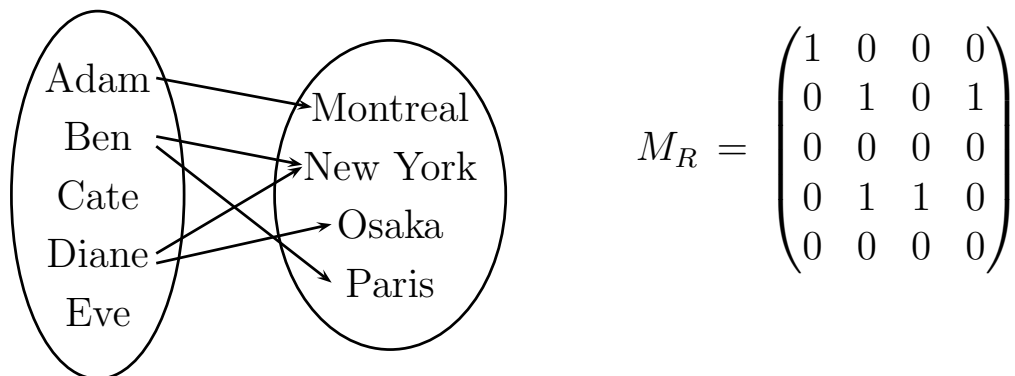 Adam
Ben
Cate
Diane
Eve
Montreal
New York
Osaka
Paris
M_R = 
1 0 0 0
0 1 0 1
0 0 0 0
0 1 1 0
0 0 0 0